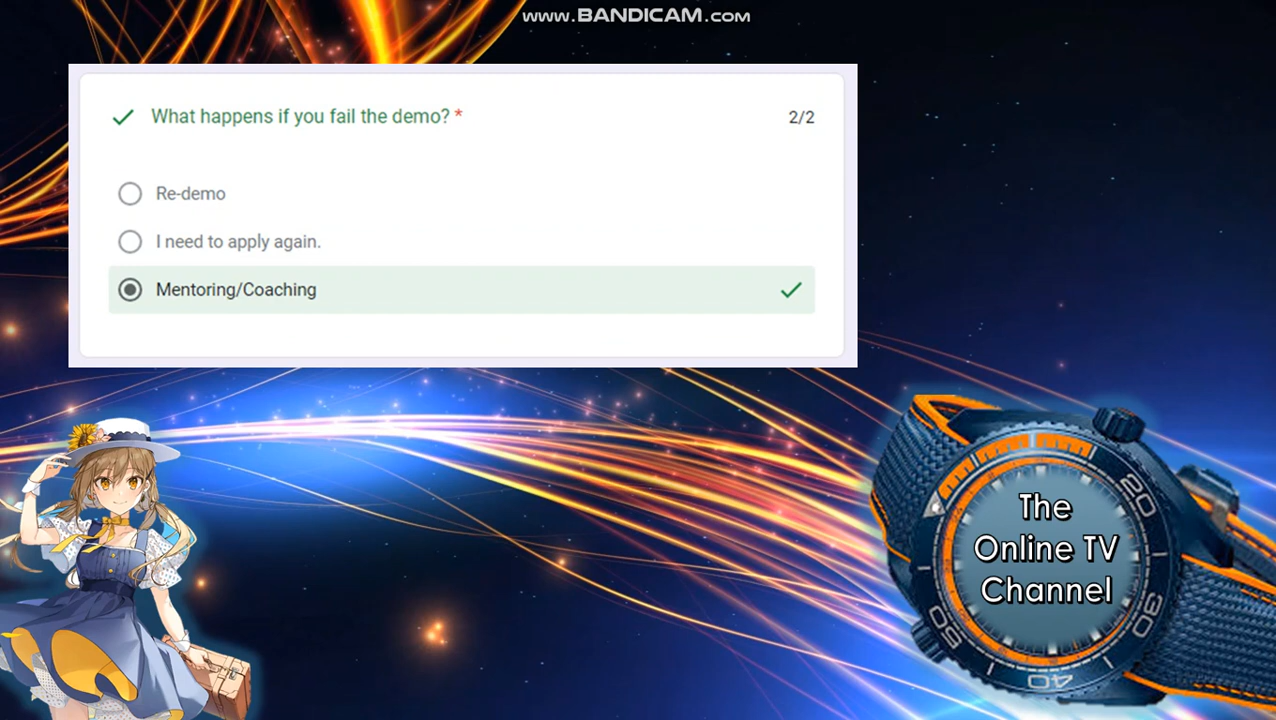 www.BANDICAM.com
What happens if you fail the demo? *
2/2
Re-demo
I need to apply again.
Mentoring/Coaching
The
Online TV
Channel
20
30
40
50